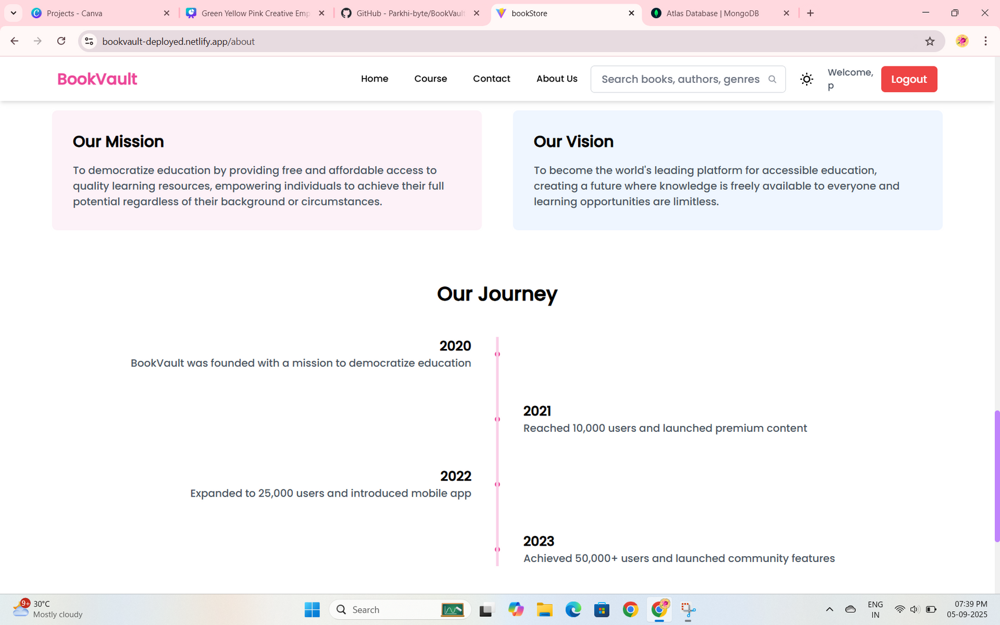 Projects - Canva
Green Yellow Pink Creative Emp
GitHub - Parkhi-byte/BookVault
bookStore
Atlas Database | MongoDB
bookvault-deployed.netlify.app/about
BookVault
Home
Course
Contact
About Us
Search books, authors, genres
Welcome,
p
Logout
Our Mission
To democratize education by providing free and affordable access to
quality learning resources, empowering individuals to achieve their full
potential regardless of their background or circumstances.
Our Vision
To become the world's leading platform for accessible education,
creating a future where knowledge is freely available to everyone and
learning opportunities are limitless.
Our Journey
2020
BookVault was founded with a mission to democratize education
2021
Reached 10,000 users and launched premium content
2022
Expanded to 25,000 users and introduced mobile app
2023
Achieved 50,000+ users and launched community features
9+
30°C
Mostly cloudy
Search
ENG
IN
07:39 PM
05-09-2025